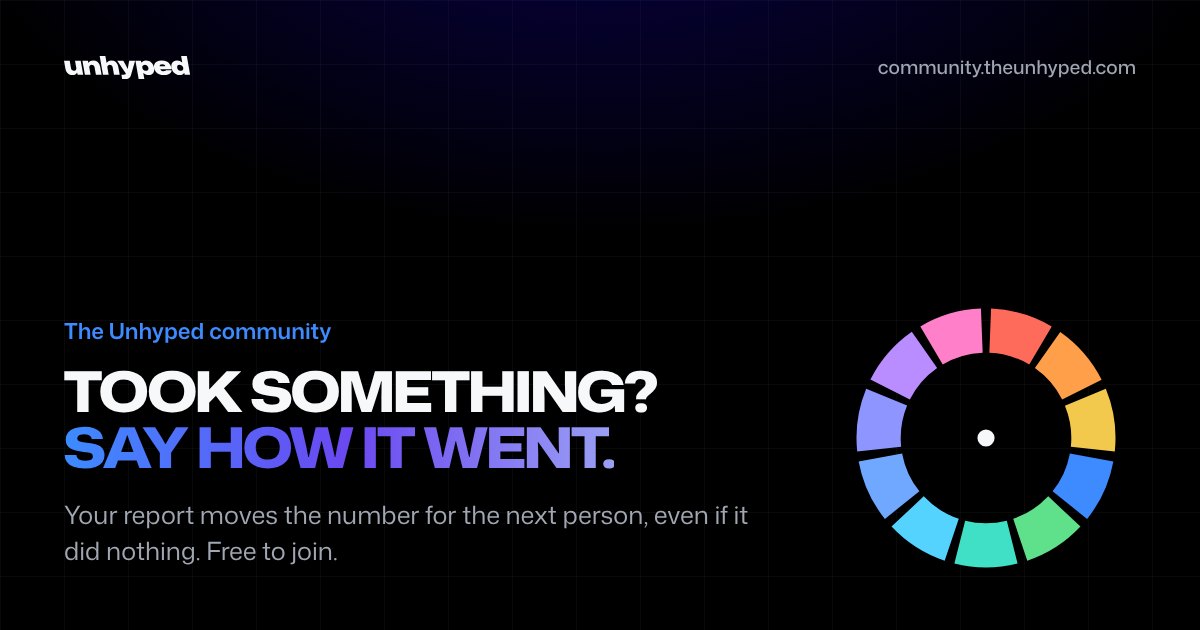 unhyped
community.theunhyped.com
The Unhyped community
TOOK SOMETHING?
SAY HOW IT WENT.
Your report moves the number for the next person, even if it
did nothing. Free to join.